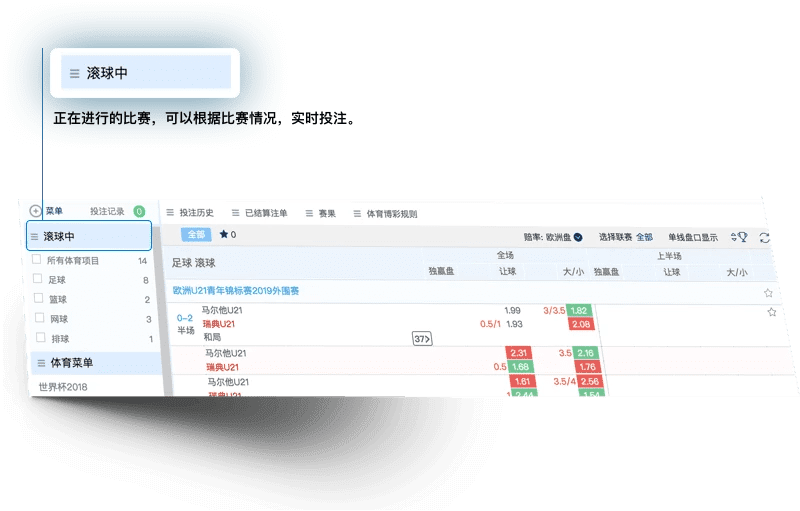 滚球中
正在进行的比赛，可以根据比赛情况，实时投注。
菜单 投注记录 0 投注历史 已结算注单 赛果 体育博彩规则
滚球中 全部 ★ 0 赔率: 欧洲盘 选择联赛 全部 单线盘口显示
所有体育项目 14
足球 8
篮球 2
网球 3
排球 1
体育菜单
世界杯2018
足球 滚球 全场 上半场
独赢盘 让球 大/小 独赢盘 让球 大/小
欧洲U21青年锦标赛2019外围赛
0-2 马尔他U21 1.99 3/3.5 1.82
半场 瑞典U21 0.5/1 1.93 2.08
和局 37>
马尔他U21 2.31 3.5 2.16
瑞典U21 0.5 1.68 1.76
马尔他U21 1.61 3.5/4 2.56
瑞典U21 2.44 1.54